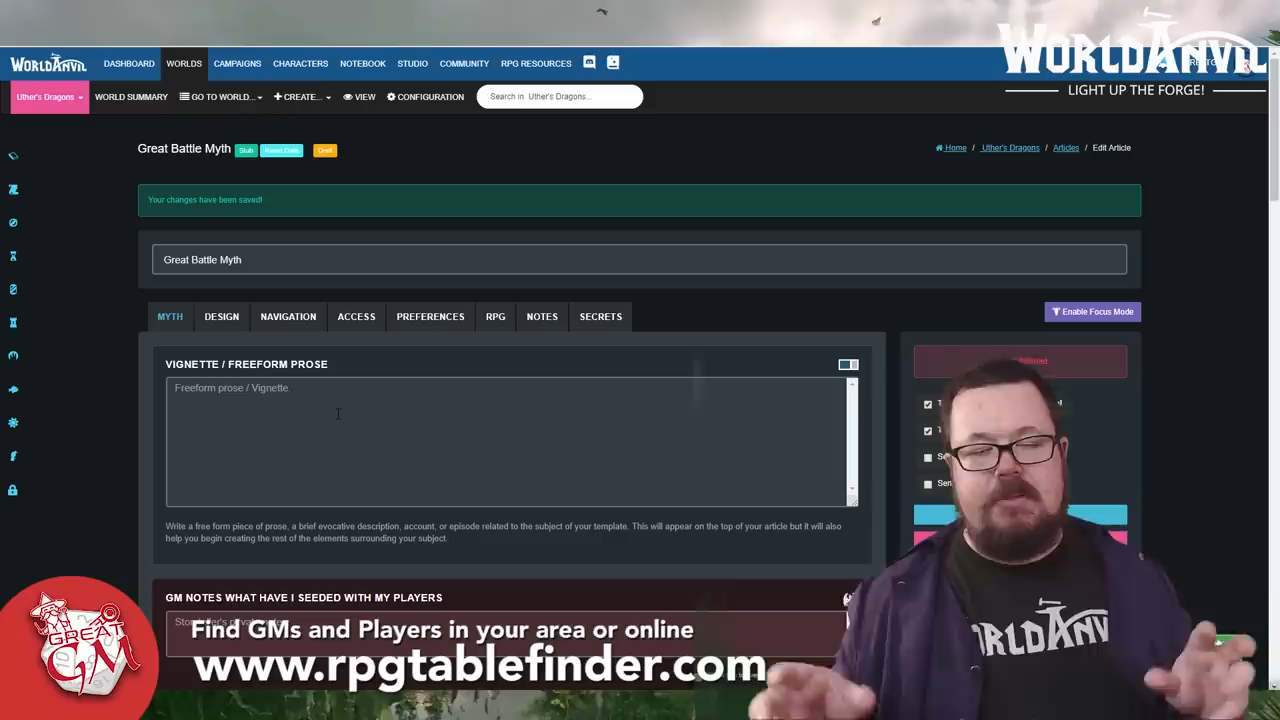 WORLDANVIL
DASHBOARD
WORLDS
CAMPAIGNS
CHARACTERS
NOTEBOOK
STUDIO
COMMUNITY
RPG RESOURCES
WORLDANVIL
LIGHT UP THE FORGE!
Uther's Dragons
WORLD SUMMARY
GO TO WORLD...
CREATE...
VIEW
CONFIGURATION
Search in Uther's Dragons...
Great Battle Myth
Stub
Draft
Home / Uther's Dragons / Articles / Edit Article
Your changes have been saved!
Great Battle Myth
MYTH
DESIGN
NAVIGATION
ACCESS
PREFERENCES
RPG
NOTES
SECRETS
Enable Focus Mode
VIGNETTE / FREEFORM PROSE
Freeform prose / Vignette
Write a free form piece of prose, a brief evocative description, account, or episode related to the subject of your template. This will appear on the top of your article but it will also
help you begin creating the rest of the elements surrounding your subject.
GM NOTES WHAT HAVE I SEEDED WITH MY PLAYERS
GREAT GM
Find GMs and Players in your area or online
www.rpgtablefinder.com
ORLDANV